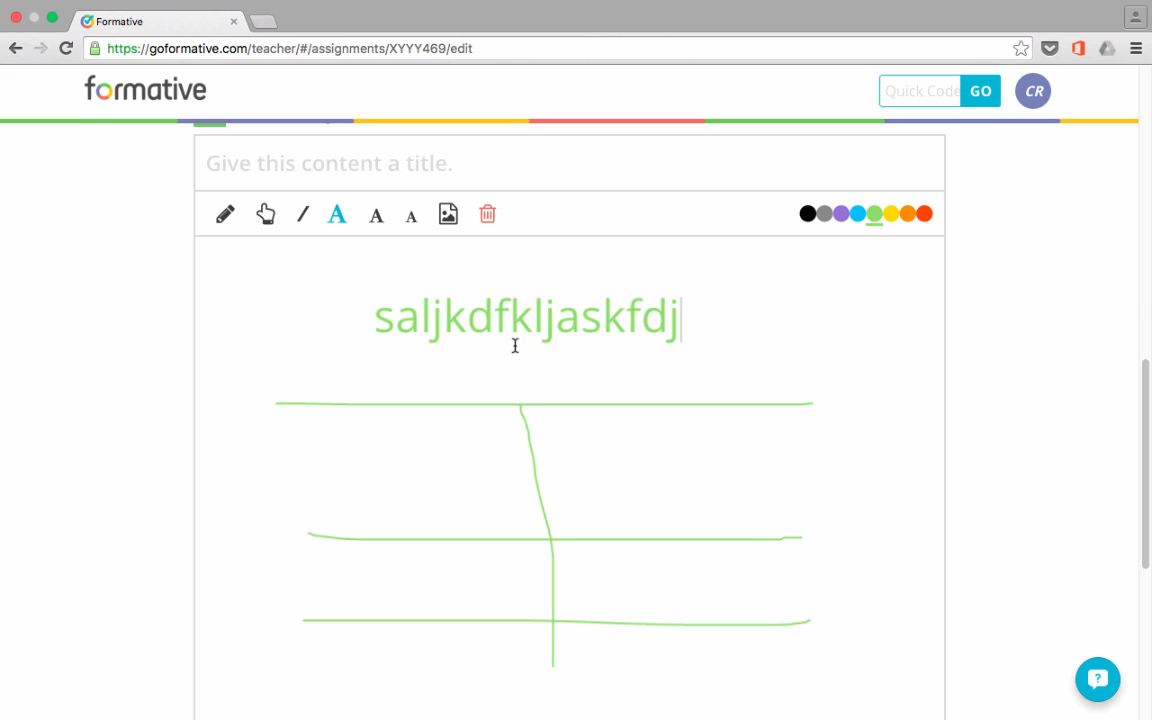 Formative
https://goformative.com/teacher/#/assignments/XYYY469/edit
formative
Quick Code
GO
CR
Give this content a title.
A A A
saljkdfkljaskfdj
?